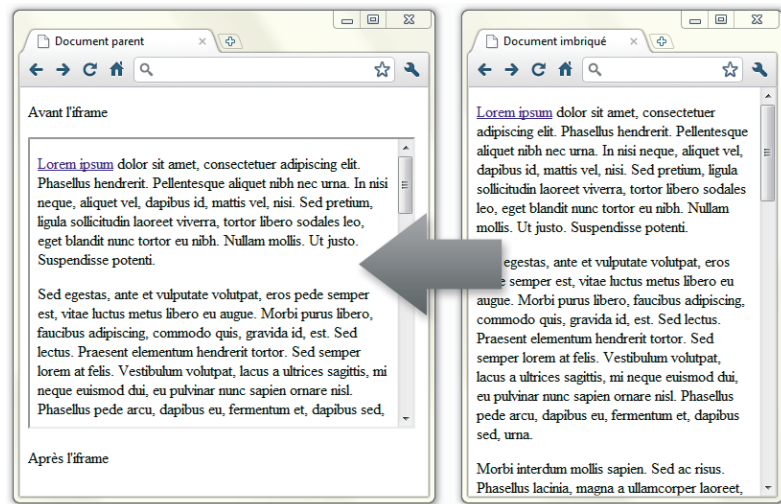 Document parent
Avant l'iframe
Lorem ipsum dolor sit amet, consectetuer adipiscing elit.
Phasellus hendrerit. Pellentesque aliquet nibh nec urna. In nisi
neque, aliquet vel, dapibus id, mattis vel, nisi. Sed pretium,
ligula sollicitudin laoreet viverra, tortor libero sodales leo,
eget blandit nunc tortor eu nibh. Nullam mollis. Ut justo.
Suspendisse potenti.
Sed egestas, ante et vulputate volutpat, eros pede semper
est, vitae luctus metus libero eu augue. Morbi purus libero,
faucibus adipiscing, commodo quis, gravida id, est. Sed
lectus. Praesent elementum hendrerit tortor. Sed semper
lorem at felis. Vestibulum volutpat, lacus a ultrices sagittis, mi
neque euismod dui, eu pulvinar nunc sapien ornare nisl.
Phasellus pede arcu, dapibus eu, fermentum et, dapibus sed,
Après l'iframe
Document imbriqué
Lorem ipsum dolor sit amet, consectetuer
adipiscing elit. Phasellus hendrerit. Pellentesque
aliquet nibh nec urna. In nisi neque, aliquet vel,
dapibus id, mattis vel, nisi. Sed pretium, ligula
sollicitudin laoreet viverra, tortor libero sodales
leo, eget blandit nunc tortor eu nibh. Nullam
mollis. Ut justo. Suspendisse potenti.
egestas, ante et vulputate volutpat, eros
semper est, vitae luctus metus libero eu
augue. Morbi purus libero, faucibus adipiscing,
commodo quis, gravida id, est. Sed lectus.
Praesent elementum hendrerit tortor. Sed
semper lorem at felis. Vestibulum volutpat,
lacus a ultrices sagittis, mi neque euismod dui,
eu pulvinar nunc sapien ornare nisl. Phasellus
pede arcu, dapibus eu, fermentum et, dapibus
sed, urna.
Morbi interdum mollis sapien. Sed ac risus.
Phasellus lacinia, magna a ullamcorper laoreet,